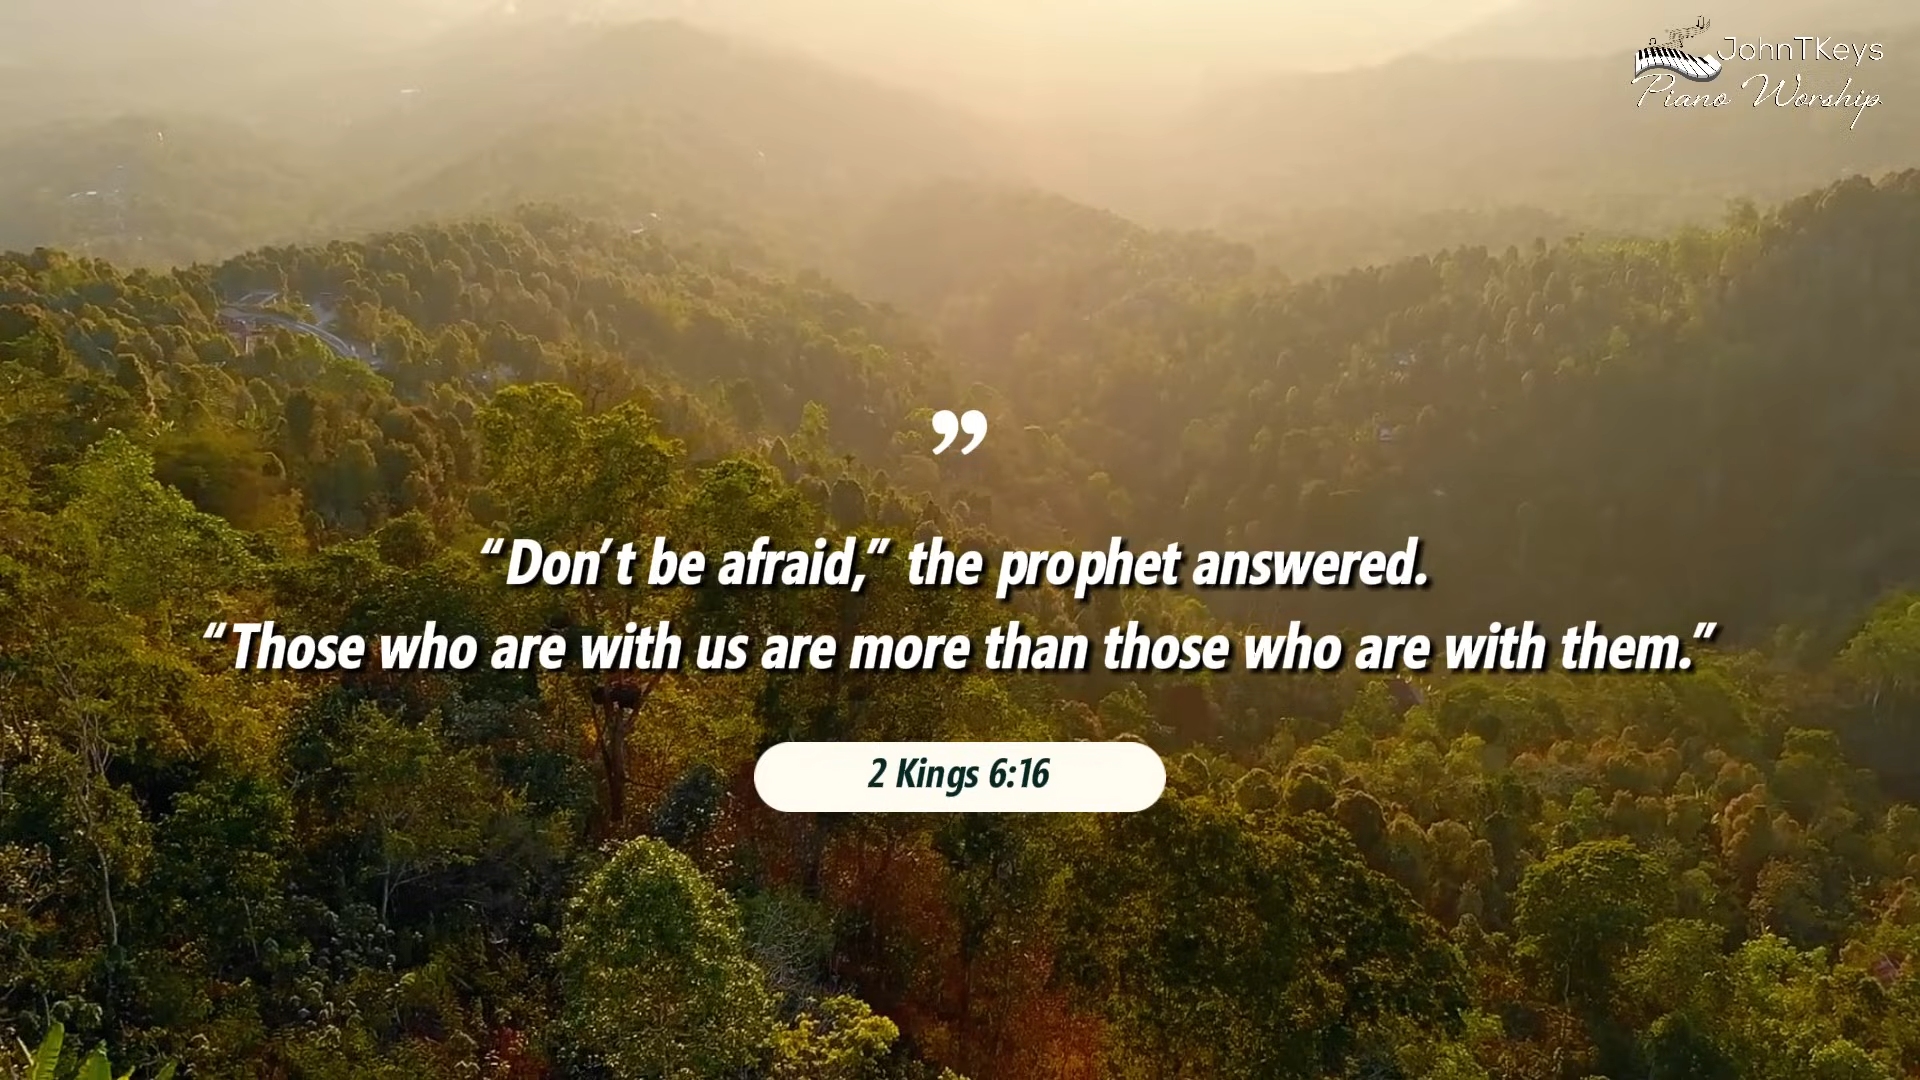 JohnTKeys
Piano Worship
”
“Don’t be afraid,” the prophet answered.
“Those who are with us are more than those who are with them.”
2 Kings 6:16